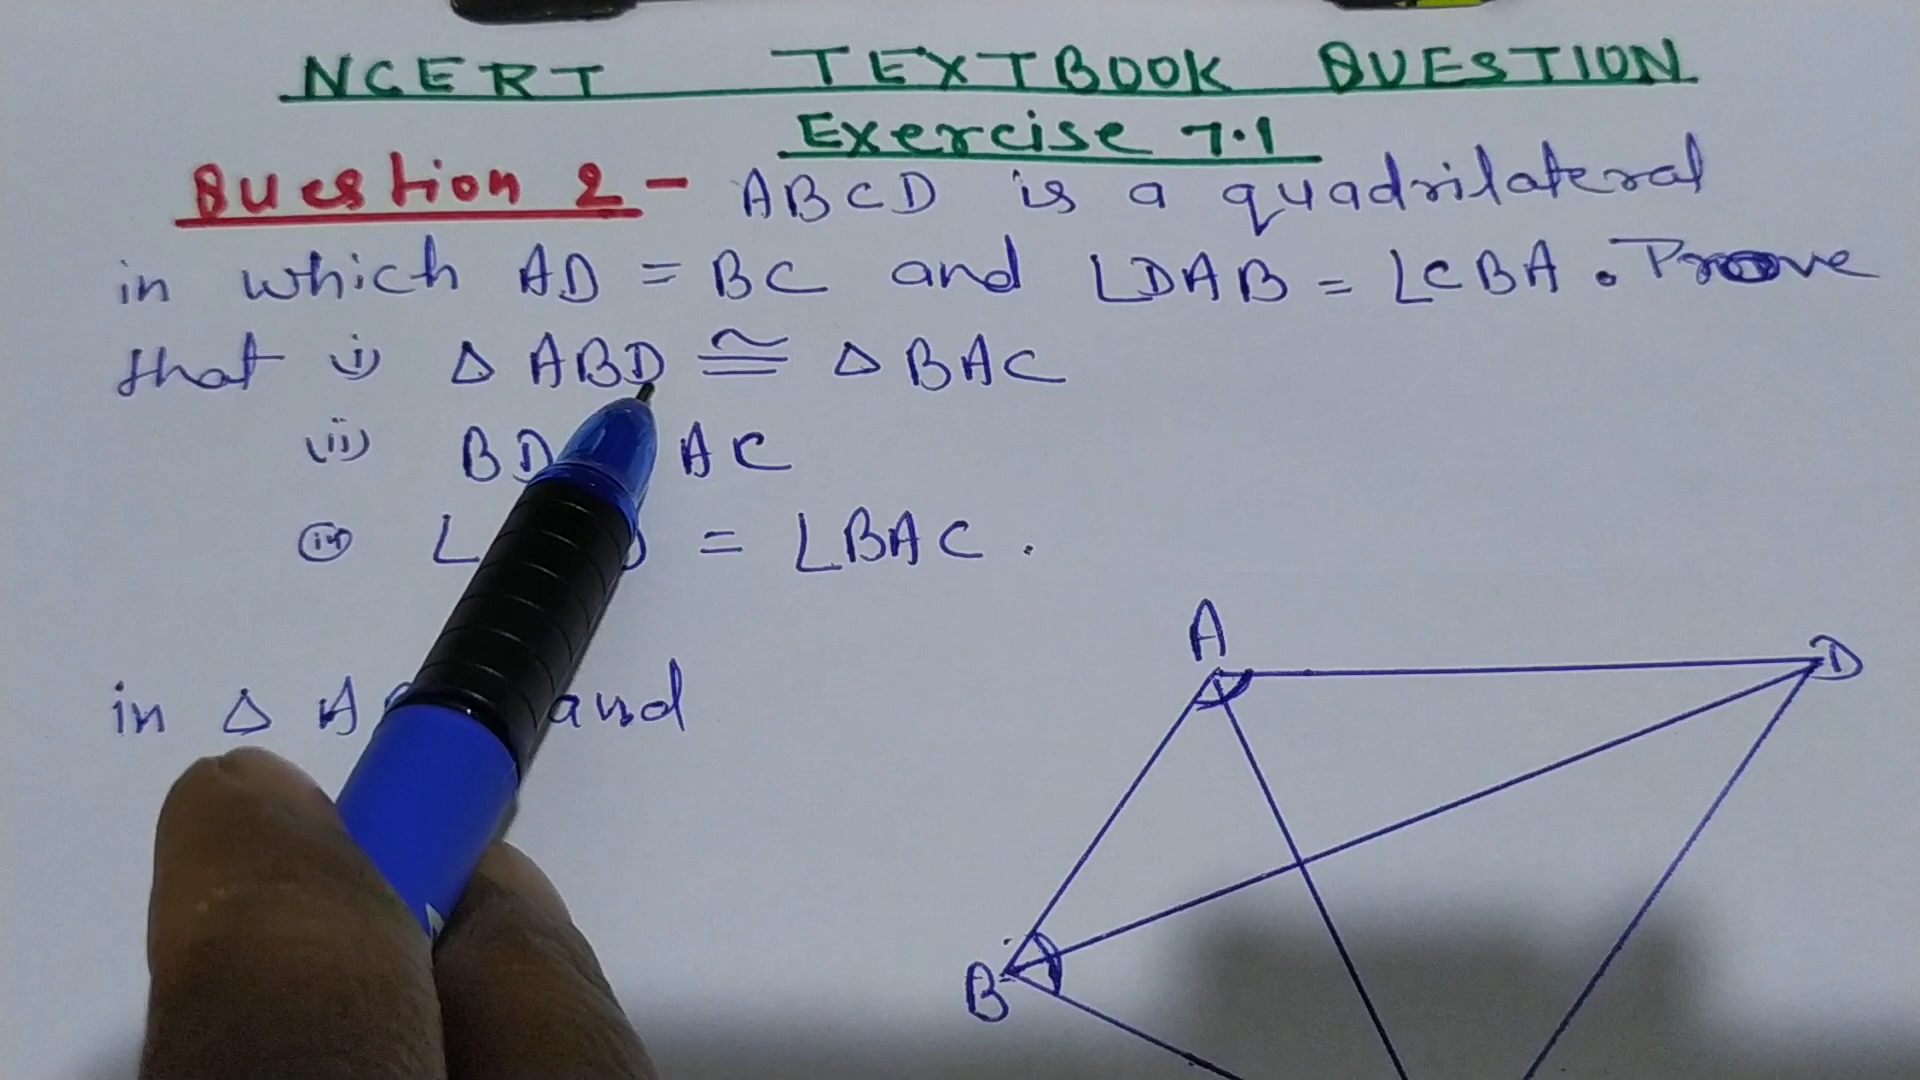 NCERT TEXTBOOK QUESTION
Exercise 7.1
Question 2 - ABCD is a quadrilateral
in which AD = BC and ∠DAB = ∠CBA. Prove
that i) △ ABD ≅ △ BAC
(ii) BD AC
(iii) ∠ = ∠BAC.
in △ A and
A
D
B